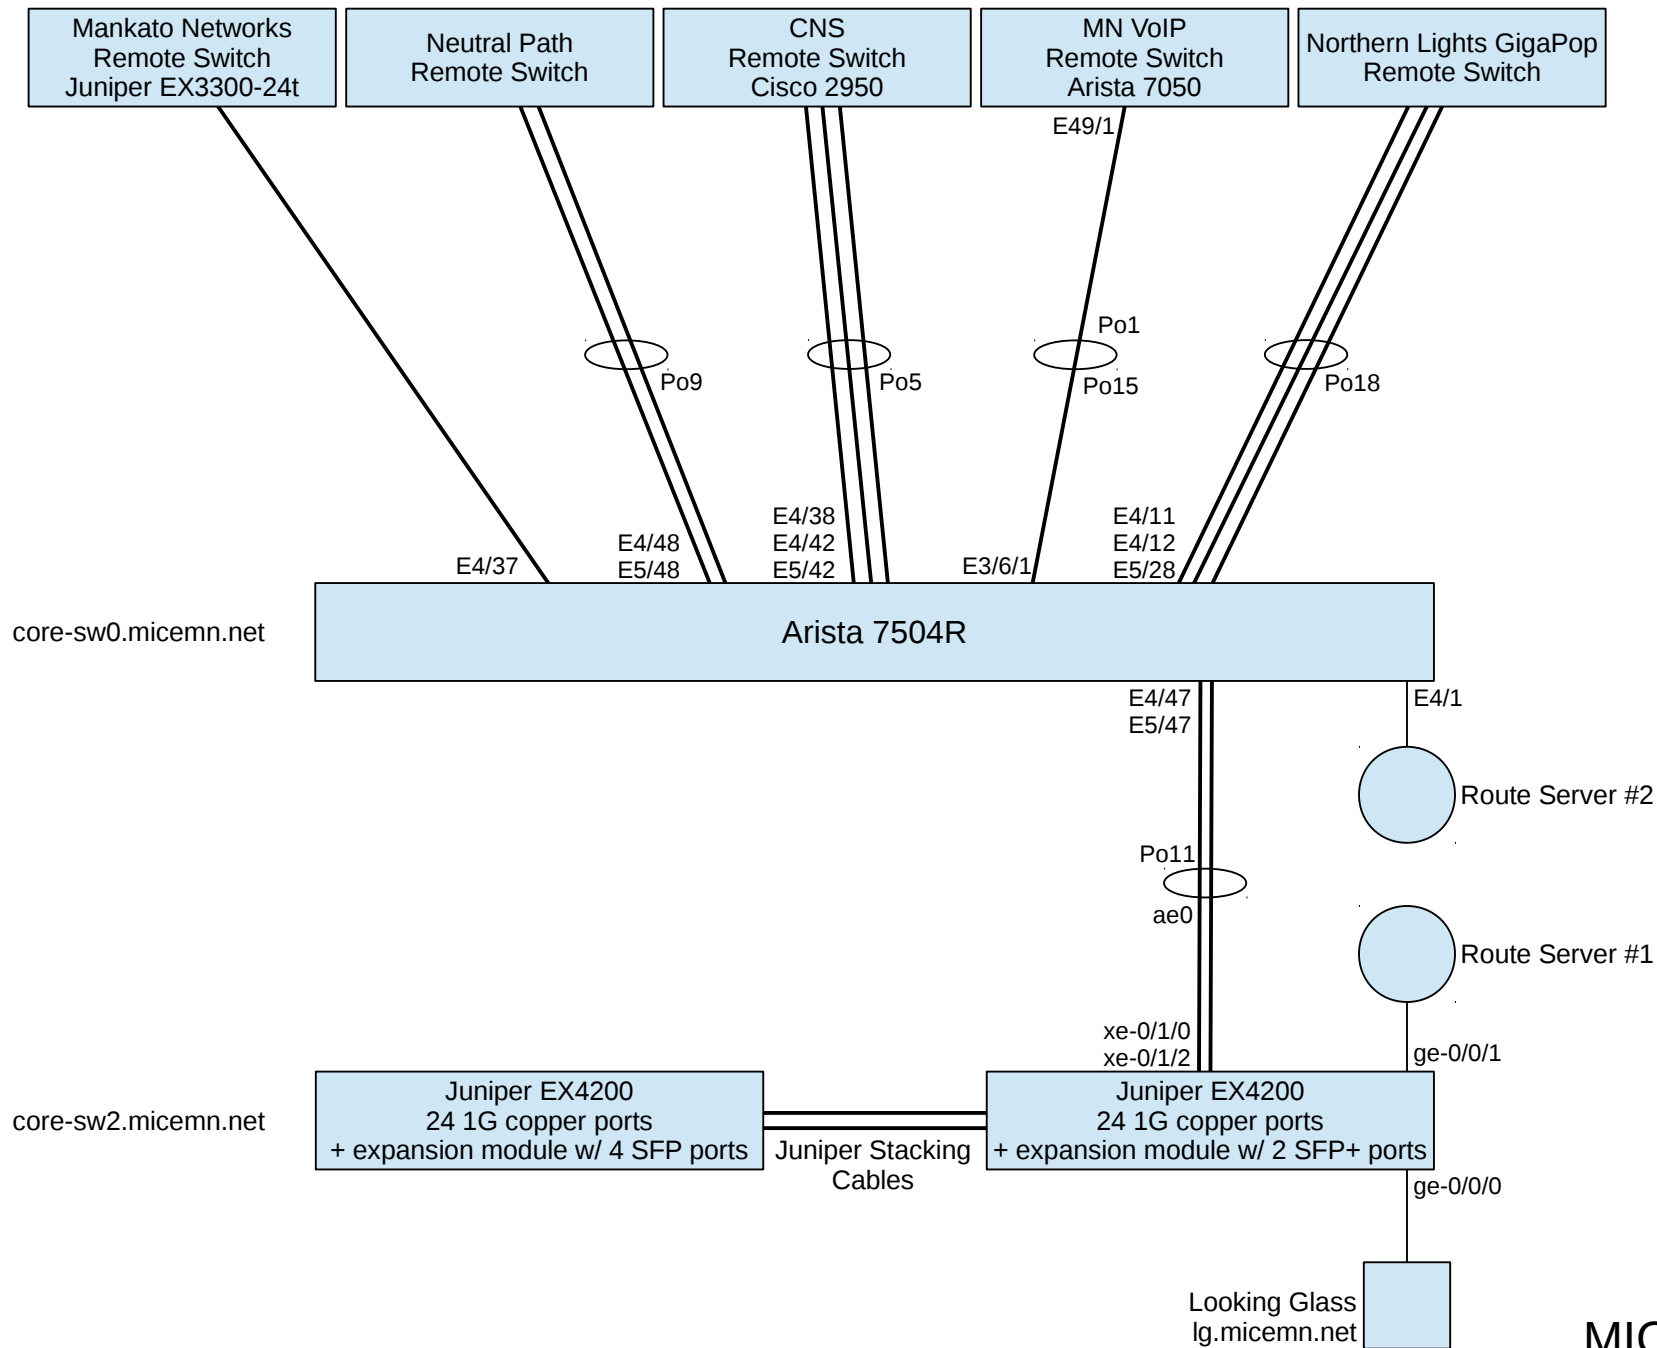 Mankato Networks
Remote Switch
Juniper EX3300-24t
Neutral Path
Remote Switch
CNS
Remote Switch
Cisco 2950
MN VoIP
Remote Switch
Arista 7050
Northern Lights GigaPop
Remote Switch
E49/1
Po9
Po5
Po1
Po15
Po18
E4/37
E4/48
E5/48
E4/38
E4/42
E5/42
E3/6/1
E4/11
E4/12
E5/28
core-sw0.micemn.net
Arista 7504R
E4/47
E5/47
E4/1
Route Server #2
Po11
ae0
Route Server #1
xe-0/1/0
xe-0/1/2
ge-0/0/1
core-sw2.micemn.net
Juniper EX4200
24 1G copper ports
+ expansion module w/ 4 SFP ports
Juniper Stacking
Cables
Juniper EX4200
24 1G copper ports
+ expansion module w/ 2 SFP+ ports
ge-0/0/0
Looking Glass
lg.micemn.net